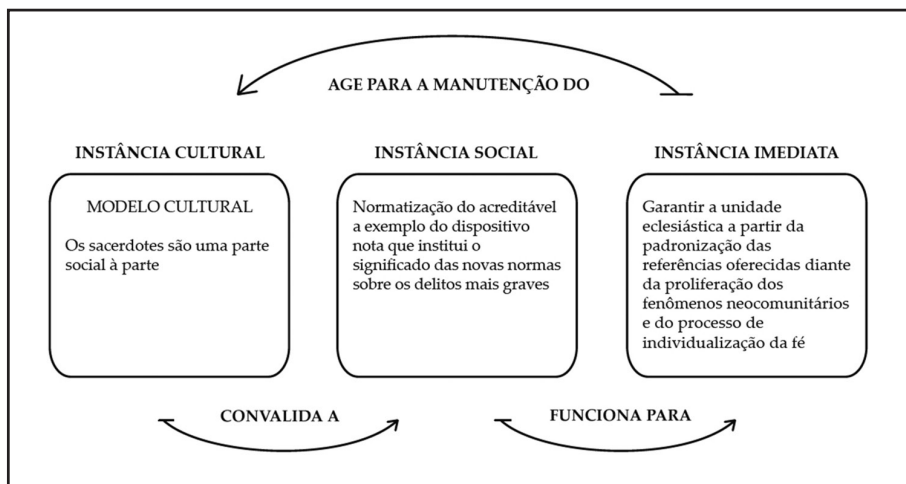 AGE PARA A MANUTENÇÃO DO
INSTÂNCIA CULTURAL
MODELO CULTURAL
Os sacerdotes são uma parte
social à parte
INSTÂNCIA SOCIAL
Normatização do acreditável
a exemplo do dispositivo
nota que institui o
significado das novas normas
sobre os delitos mais graves
INSTÂNCIA IMEDIATA
Garantir a unidade
eclesiástica a partir da
padronização das
referências oferecidas diante
da proliferação dos
fenômenos neocomunitários
e do processo de
individualização da fé
CONVALIDA A
FUNCIONA PARA